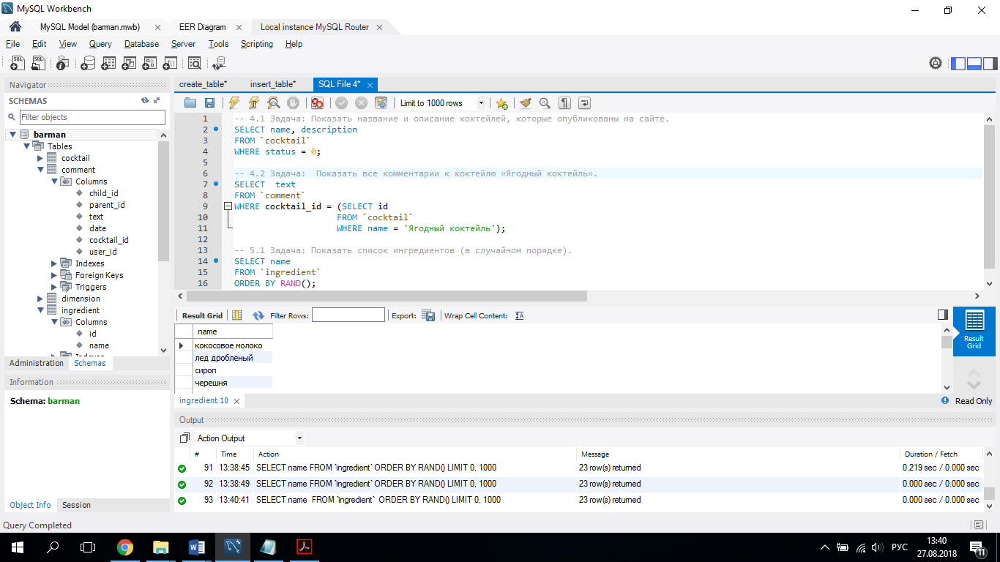 MySQL Workbench
MySQL Model (barman.mwb) EER Diagram Local instance MySQL Router
File Edit View Query Database Server Tools Scripting Help
Navigator
SCHEMAS
Filter objects
barman
Tables
cocktail
comment
Columns
child_id
parent_id
text
date
cocktail_id
user_id
Indexes
Foreign Keys
Triggers
dimension
ingredient
Columns
id
name
Indexes
Administration Schemas
Information
Schema: barman
Object Info Session
create_table* insert_table* SQL File 4*
Limit to 1000 rows
1 -- 4.1 Задача: Показать название и описание коктейлей, которые опубликованы на сайте.
2 SELECT name, description
3 FROM `cocktail`
4 WHERE status = 0;
5
6 -- 4.2 Задача:  Показать все комментарии к коктейлю «Ягодный коктейль».
7 SELECT  text
8 FROM `comment`
9 WHERE cocktail_id = (SELECT id
10 FROM `cocktail`
11 WHERE name = 'Ягодный коктейль');
12
13 -- 5.1 Задача: Показать список ингредиентов (в случайном порядке).
14 SELECT name
15 FROM `ingredient`
16 ORDER BY RAND();
Result Grid Filter Rows: Export: Wrap Cell Content:
name
кокосовое молоко
лед дробленый
сироп
черешня
Result Grid
ingredient 10
Read Only
Output
Action Output
# Time Action Message Duration / Fetch
91 13:38:45 SELECT name FROM `ingredient` ORDER BY RAND() LIMIT 0, 1000 23 row(s) returned 0.219 sec / 0.000 sec
92 13:38:49 SELECT name FROM `ingredient` ORDER BY RAND() LIMIT 0, 1000 23 row(s) returned 0.000 sec / 0.000 sec
93 13:40:41 SELECT name  FROM `ingredient`  ORDER BY RAND() LIMIT 0, 1000 23 row(s) returned 0.000 sec / 0.000 sec
Query Completed
РУС
13:40
27.08.2018
11